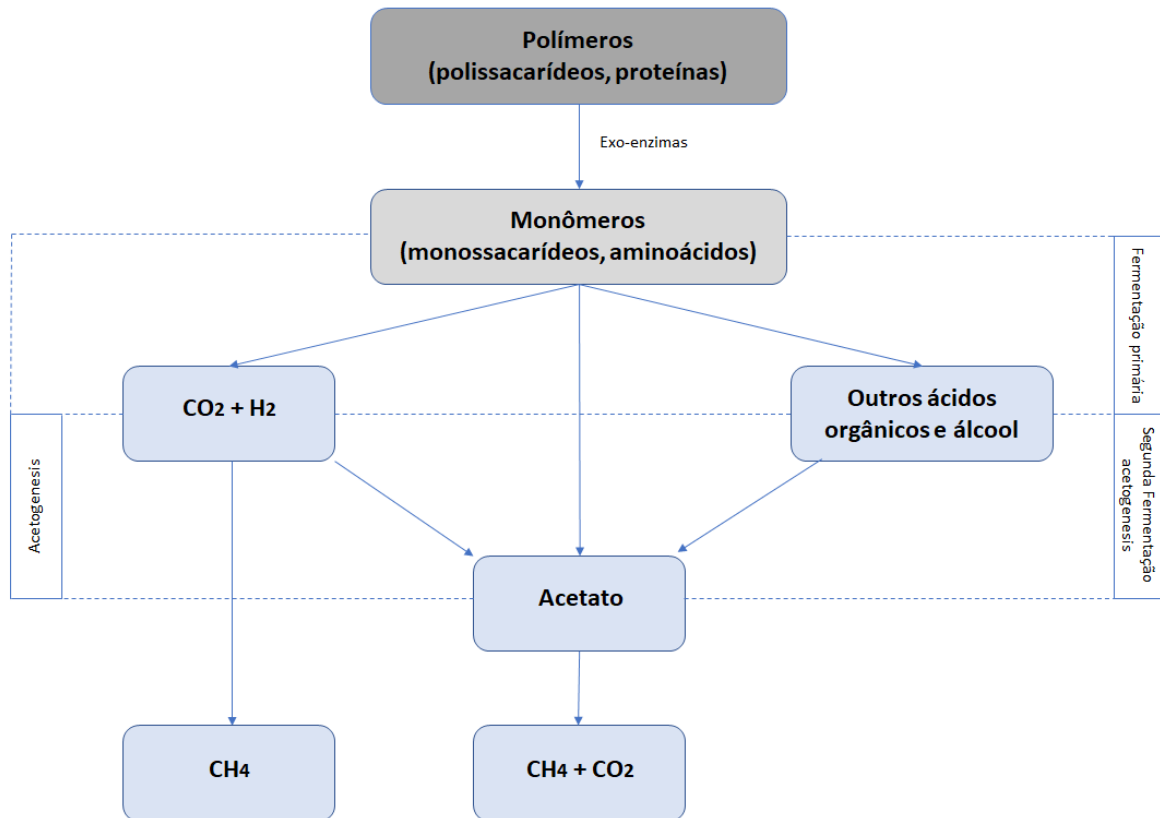 Polímeros
(polissacarídeos, proteínas)
Exo-enzimas
Monômeros
(monossacarídeos, aminoácidos)
Fermentação primária
CO2 + H2
Outros ácidos
orgânicos e álcool
Acetogenesis
Segunda Fermentação
acetogenesis
Acetato
CH4
CH4 + CO2